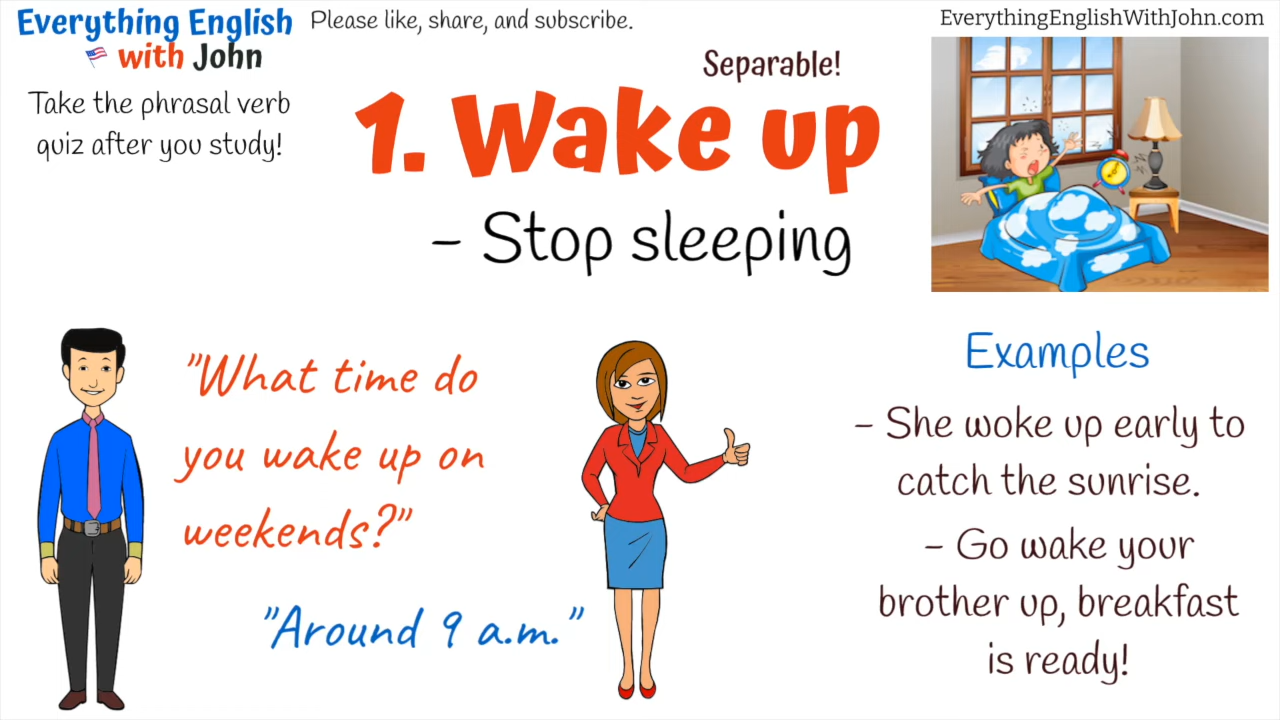 Everything English
with John
Please like, share, and subscribe.
EverythingEnglishWithJohn.com
Take the phrasal verb
quiz after you study!
Separable!
1. Wake up
- Stop sleeping
"What time do
you wake up on
weekends?"
"Around 9 a.m."
Examples
- She woke up early to
catch the sunrise.
- Go wake your
brother up, breakfast
is ready!